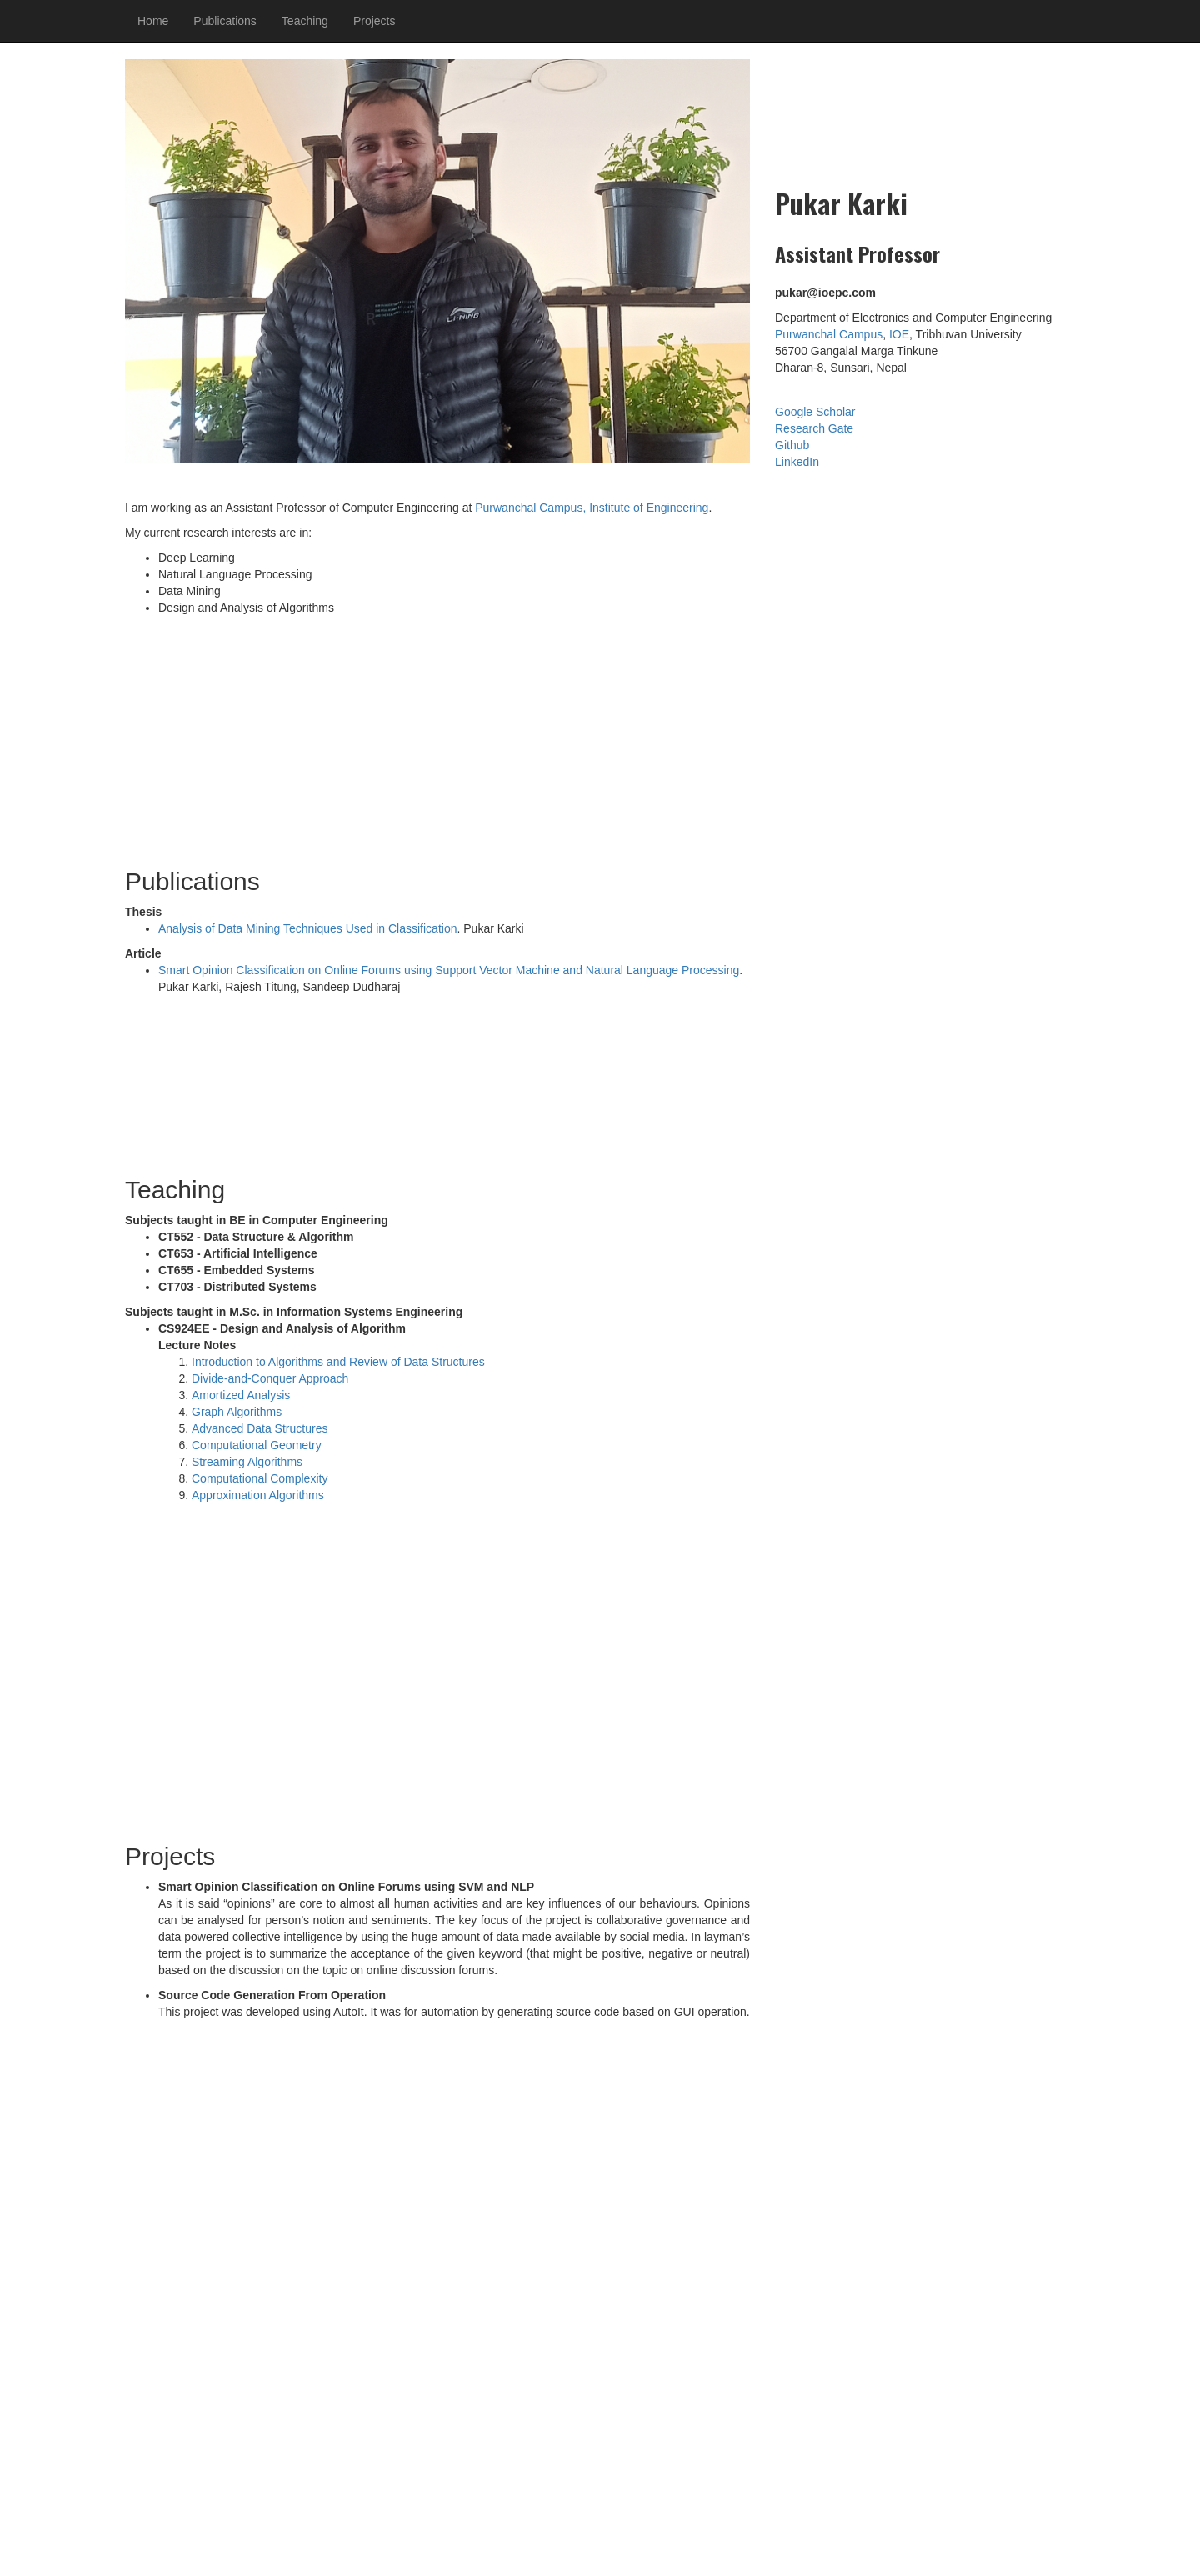 Home Publications Teaching Projects
LI-NING
Pukar Karki
Assistant Professor
pukar@ioepc.com
Department of Electronics and Computer Engineering
Purwanchal Campus, IOE, Tribhuvan University
56700 Gangalal Marga Tinkune
Dharan-8, Sunsari, Nepal
Google Scholar
Research Gate
Github
LinkedIn
I am working as an Assistant Professor of Computer Engineering at Purwanchal Campus, Institute of Engineering.
My current research interests are in:
• Deep Learning
• Natural Language Processing
• Data Mining
• Design and Analysis of Algorithms
Publications
Thesis
• Analysis of Data Mining Techniques Used in Classification. Pukar Karki
Article
• Smart Opinion Classification on Online Forums using Support Vector Machine and Natural Language Processing.
Pukar Karki, Rajesh Titung, Sandeep Dudharaj
Teaching
Subjects taught in BE in Computer Engineering
• CT552 - Data Structure & Algorithm
• CT653 - Artificial Intelligence
• CT655 - Embedded Systems
• CT703 - Distributed Systems
Subjects taught in M.Sc. in Information Systems Engineering
• CS924EE - Design and Analysis of Algorithm
Lecture Notes
1. Introduction to Algorithms and Review of Data Structures
2. Divide-and-Conquer Approach
3. Amortized Analysis
4. Graph Algorithms
5. Advanced Data Structures
6. Computational Geometry
7. Streaming Algorithms
8. Computational Complexity
9. Approximation Algorithms
Projects
• Smart Opinion Classification on Online Forums using SVM and NLP
As it is said “opinions” are core to almost all human activities and are key influences of our behaviours. Opinions
can be analysed for person’s notion and sentiments. The key focus of the project is collaborative governance and
data powered collective intelligence by using the huge amount of data made available by social media. In layman’s
term the project is to summarize the acceptance of the given keyword (that might be positive, negative or neutral)
based on the discussion on the topic on online discussion forums.
• Source Code Generation From Operation
This project was developed using AutoIt. It was for automation by generating source code based on GUI operation.